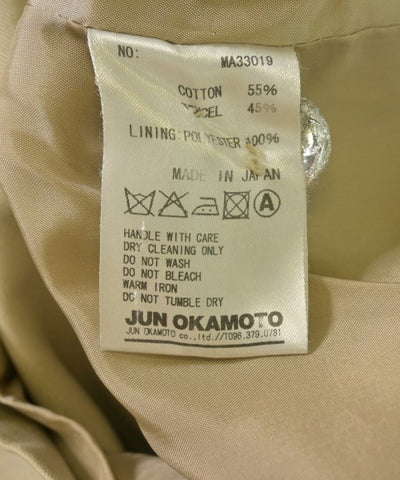 NO: MA33019
COTTON 55%
45%
LINING:POLYESTER 100%
MADE IN JAPAN
A
HANDLE WITH CARE
DRY CLEANING ONLY
DO NOT WASH
DO NOT BLEACH
WARM IRON
DO NOT TUMBLE DRY
JUN OKAMOTO
JUN OKAMOTO co.,ltd.//T096.379.0781